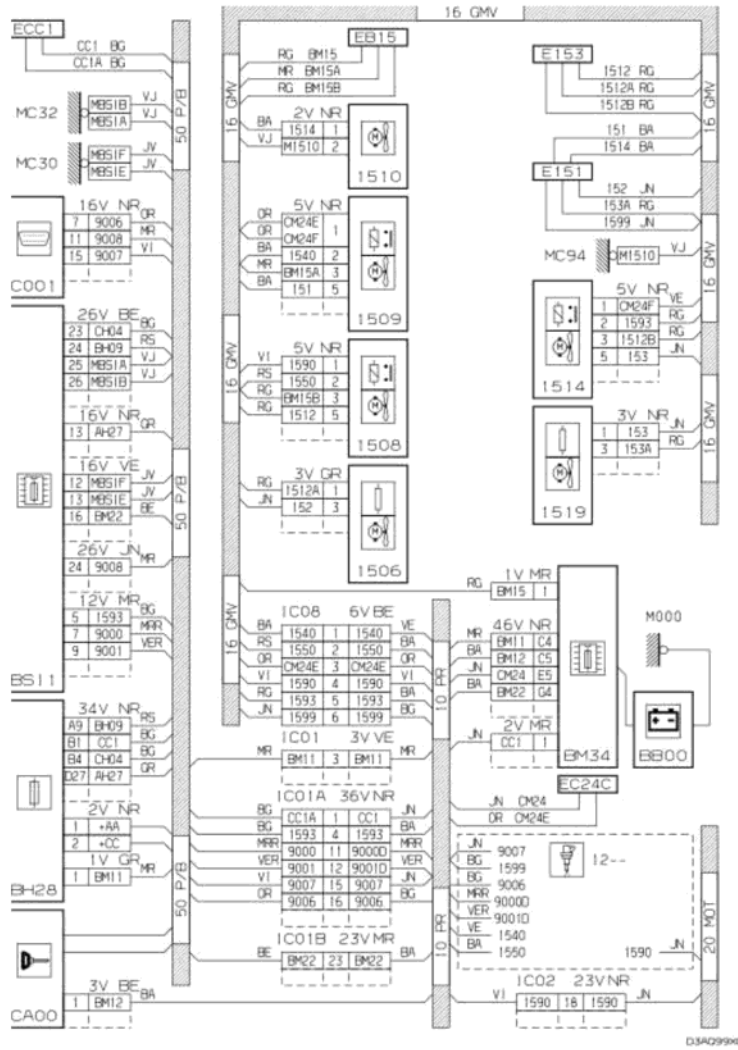 16 GMV
ECC1
CC1 BG
CC1A BG
MC32
MBS1B VJ
MBS1A VJ
MC30
MBS1F JV
MBS1E JV
50 P/B
16V NR
7 9006 OR
11 9008 MR
15 9007 VI
C001
26V BE
23 CH04 BG
24 BH09 RS
25 MBS1A VJ
26 MBS1B VJ
16V NR
13 AH27 GR
16V VE
12 MBS1F JV
13 MBS1E JV
16 BM22 BE
50 P/B
26V JN
24 9008 MR
12V MR
5 1593 BG
7 9000 MRR
9 9001 VER
BSI1
34V NR
A9 BH09 RS
B1 CC1 BG
B4 CH04 BG
D27 AH27 GR
2V NR
1 +AA
2 +CC
1V GR
1 BM11 MR
BH28
50 P/B
CA00
3V BE
1 BM12 BA
16 GMV
EB15
RG BM15
MR BM15A
RG BM15B
2V NR
BA 1514 1
VJ M1510 2
1510
5V NR
OR CM24E
OR CM24F 1
BA 1540 2
MR BM15A 3
BA 151 5
1509
16 GMV
5V NR
VI 1590 1
RS 1550 2
RG BM15B 3
RG 1512 5
1508
3V GR
RG 1512A 1
JN 152 3
1506
E153
1512 RG
1512A RG
1512B RG
16 GMV
151 BA
1514 BA
E151
152 JN
153A RG
1599 JN
MC94
M1510 VJ
16 GMV
5V NR
1 CM24F VE
2 1593 RG
3 1512B RG
5 153 JN
1514
16 GMV
3V NR
1 153 JN
3 153A RG
1519
16 GMV
IC08 6V BE
BA 1540 1 1540 VE
RS 1550 2 1550 BA
OR CM24E 3 CM24E OR
VI 1590 4 1590 VI
RG 1593 5 1593 BA
JN 1599 6 1599 BG
IC01 3V VE
MR BM11 3 BM11 MR
IC01A 36V NR
BG CC1A 1 CC1 JN
BG 1593 4 1593 BA
MRR 9000 11 9000D MRR
VER 9001 12 9001D VER
VI 9007 15 9007 JN
OR 9006 16 9006 BG
IC01B 23V MR
BE BM22 23 BM22 BA
10 PR
10 PR
1V MR
RG BM15 1
46V NR
MR BM11 C4
BA BM12 C5
JN CM24 E5
BA BM22 G4
2V MR
JN CC1 1
BM34
M000
BB00
EC24C
JN CM24
OR CM24E
JN 9007
BG 1599
BG 9006
MRR 9000D
VER 9001D
VE 1540
BA 1550
12--
1590 JN
20 MOT
IC02 23V NR
VI 1590 18 1590 JN